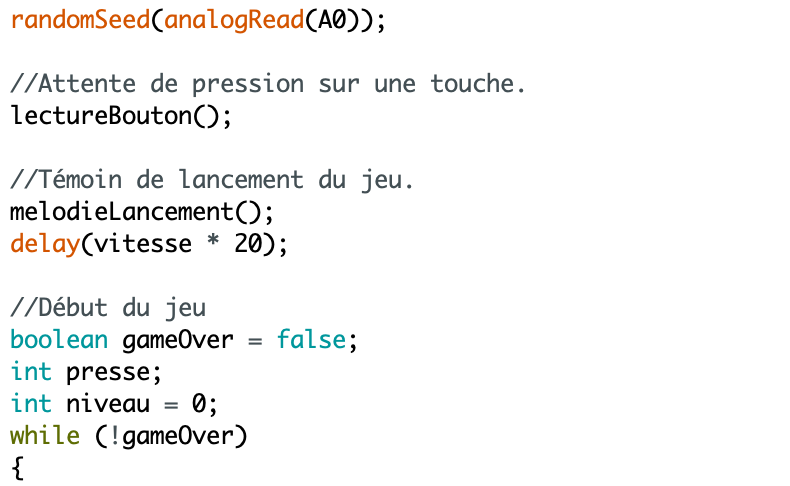 randomSeed(analogRead(A0));
//Attente de pression sur une touche.
lectureBouton();
//Témoin de lancement du jeu.
melodieLancement();
delay(vitesse * 20);
//Début du jeu
boolean gameOver = false;
int presse;
int niveau = 0;
while (!gameOver)
{